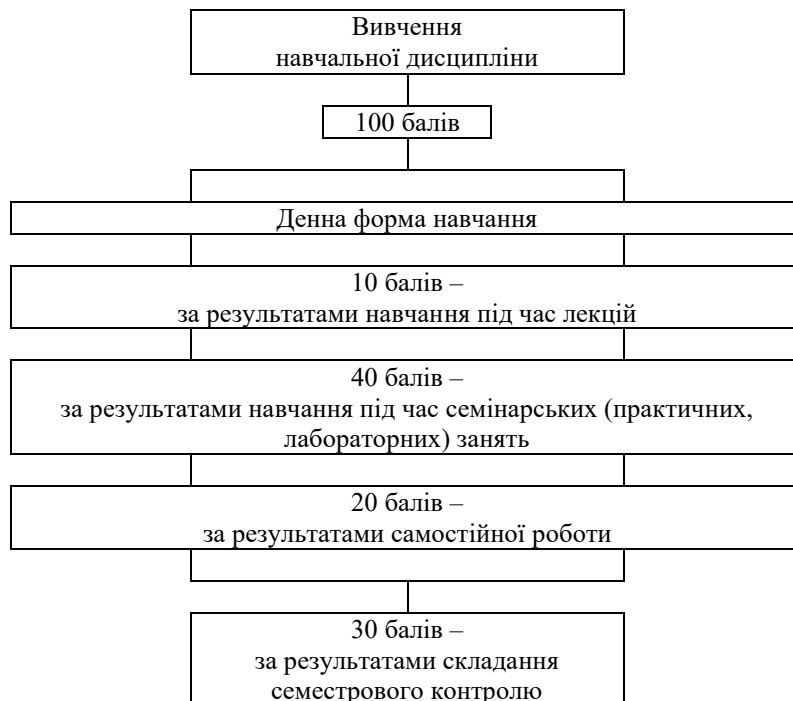 Вивчення
навчальної дисципліни
100 балів
Денна форма навчання
10 балів –
за результатами навчання під час лекцій
40 балів –
за результатами навчання під час семінарських (практичних,
лабораторних) занять
20 балів –
за результатами самостійної роботи
30 балів –
за результатами складання
семестрового контролю